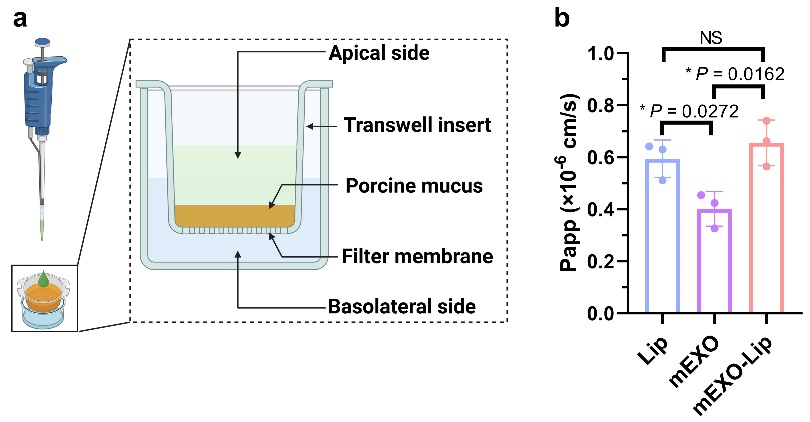 a
Apical side
Transwell insert
Porcine mucus
Filter membrane
Basolateral side
b
NS
* P = 0.0162
* P = 0.0272
Papp (×10⁻⁶ cm/s)
1.0
0.8
0.6
0.4
0.2
0.0
Lip
mEXO
mEXO-Lip